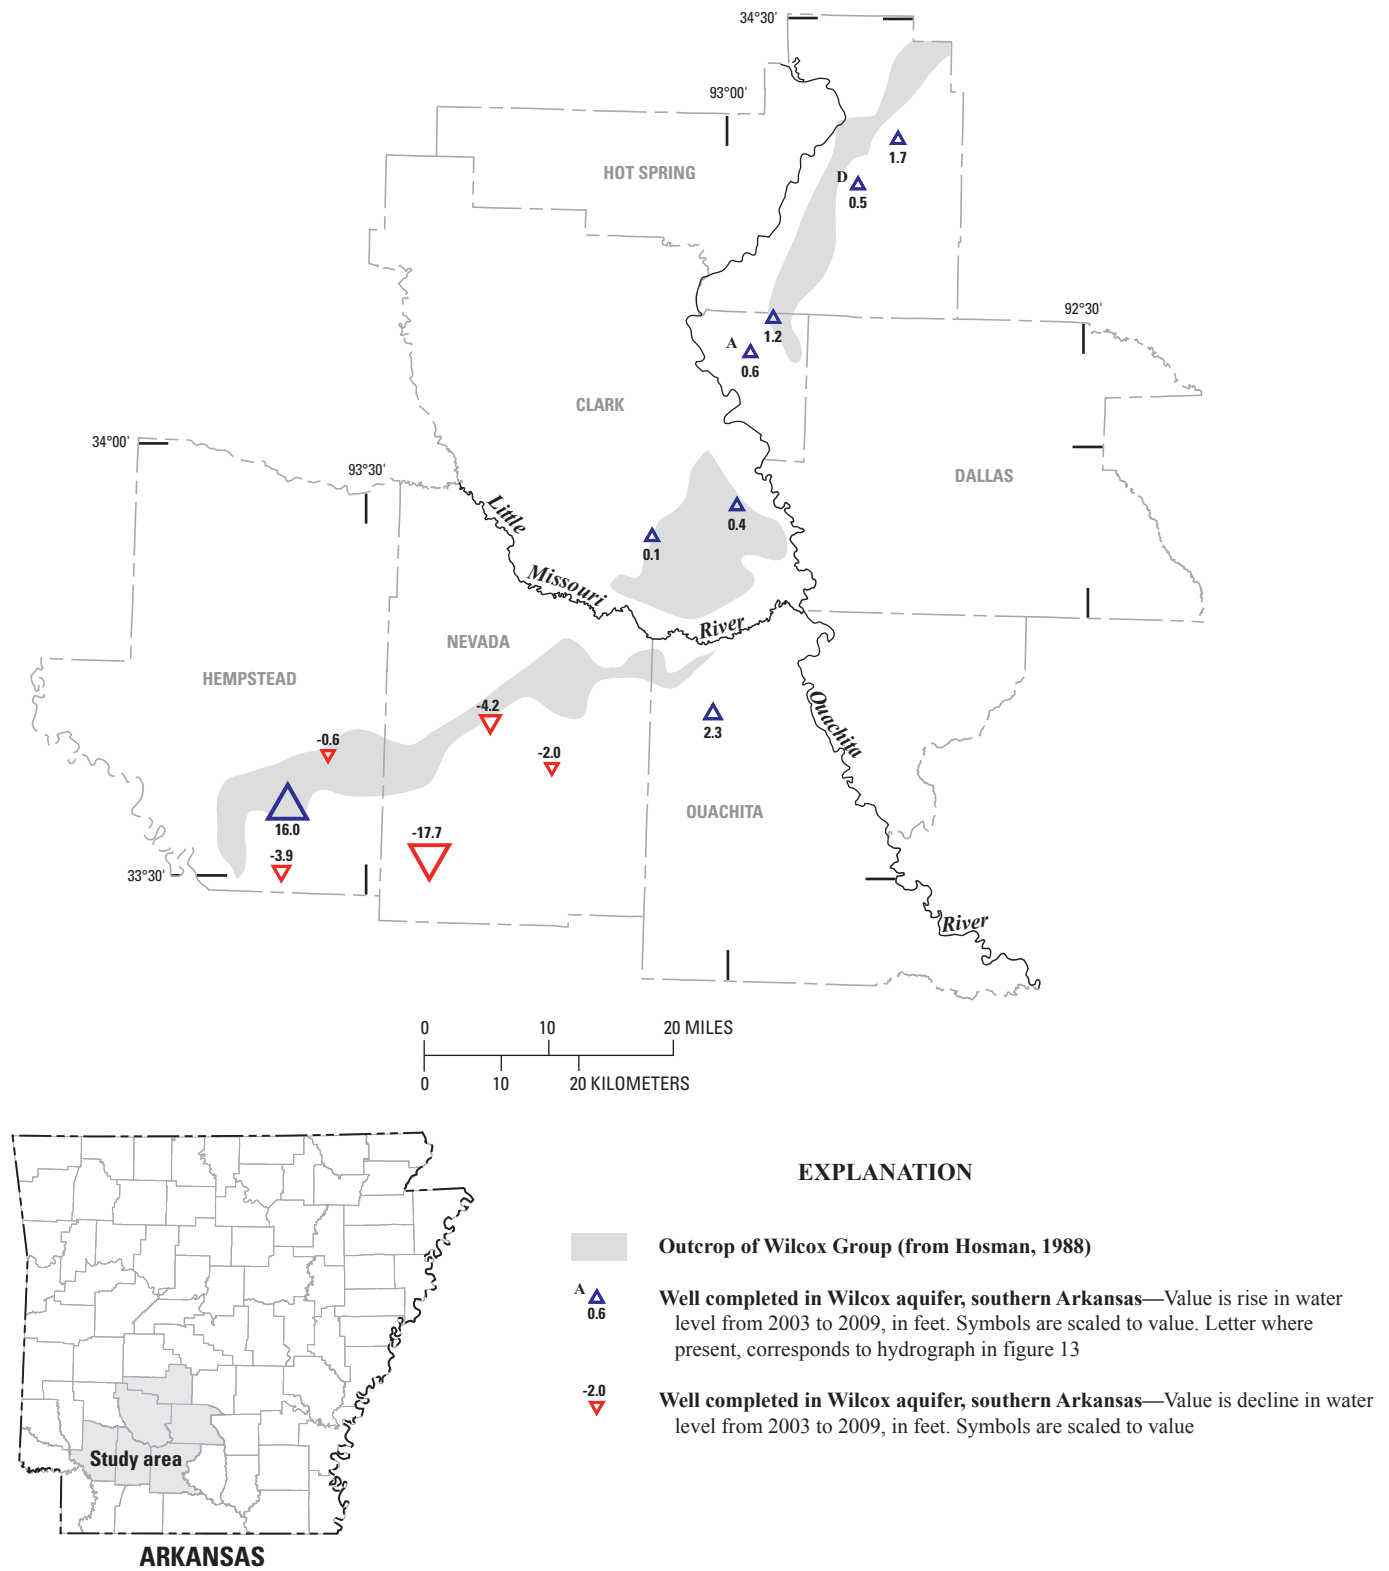 34°30'
93°00'
1.7
HOT SPRING
D
0.5
92°30'
1.2
A
0.6
CLARK
34°00'
93°30'
DALLAS
Little
0.4
0.1
Missouri
River
NEVADA
HEMPSTEAD
Ouachita
-4.2
2.3
-0.6
-2.0
OUACHITA
16.0
-17.7
-3.9
33°30'
River
0 10 20 MILES
0 10 20 KILOMETERS
EXPLANATION
Outcrop of Wilcox Group (from Hosman, 1988)
A
0.6
Well completed in Wilcox aquifer, southern Arkansas—Value is rise in water
level from 2003 to 2009, in feet. Symbols are scaled to value. Letter where
present, corresponds to hydrograph in figure 13
-2.0
Well completed in Wilcox aquifer, southern Arkansas—Value is decline in water
level from 2003 to 2009, in feet. Symbols are scaled to value
Study area
ARKANSAS